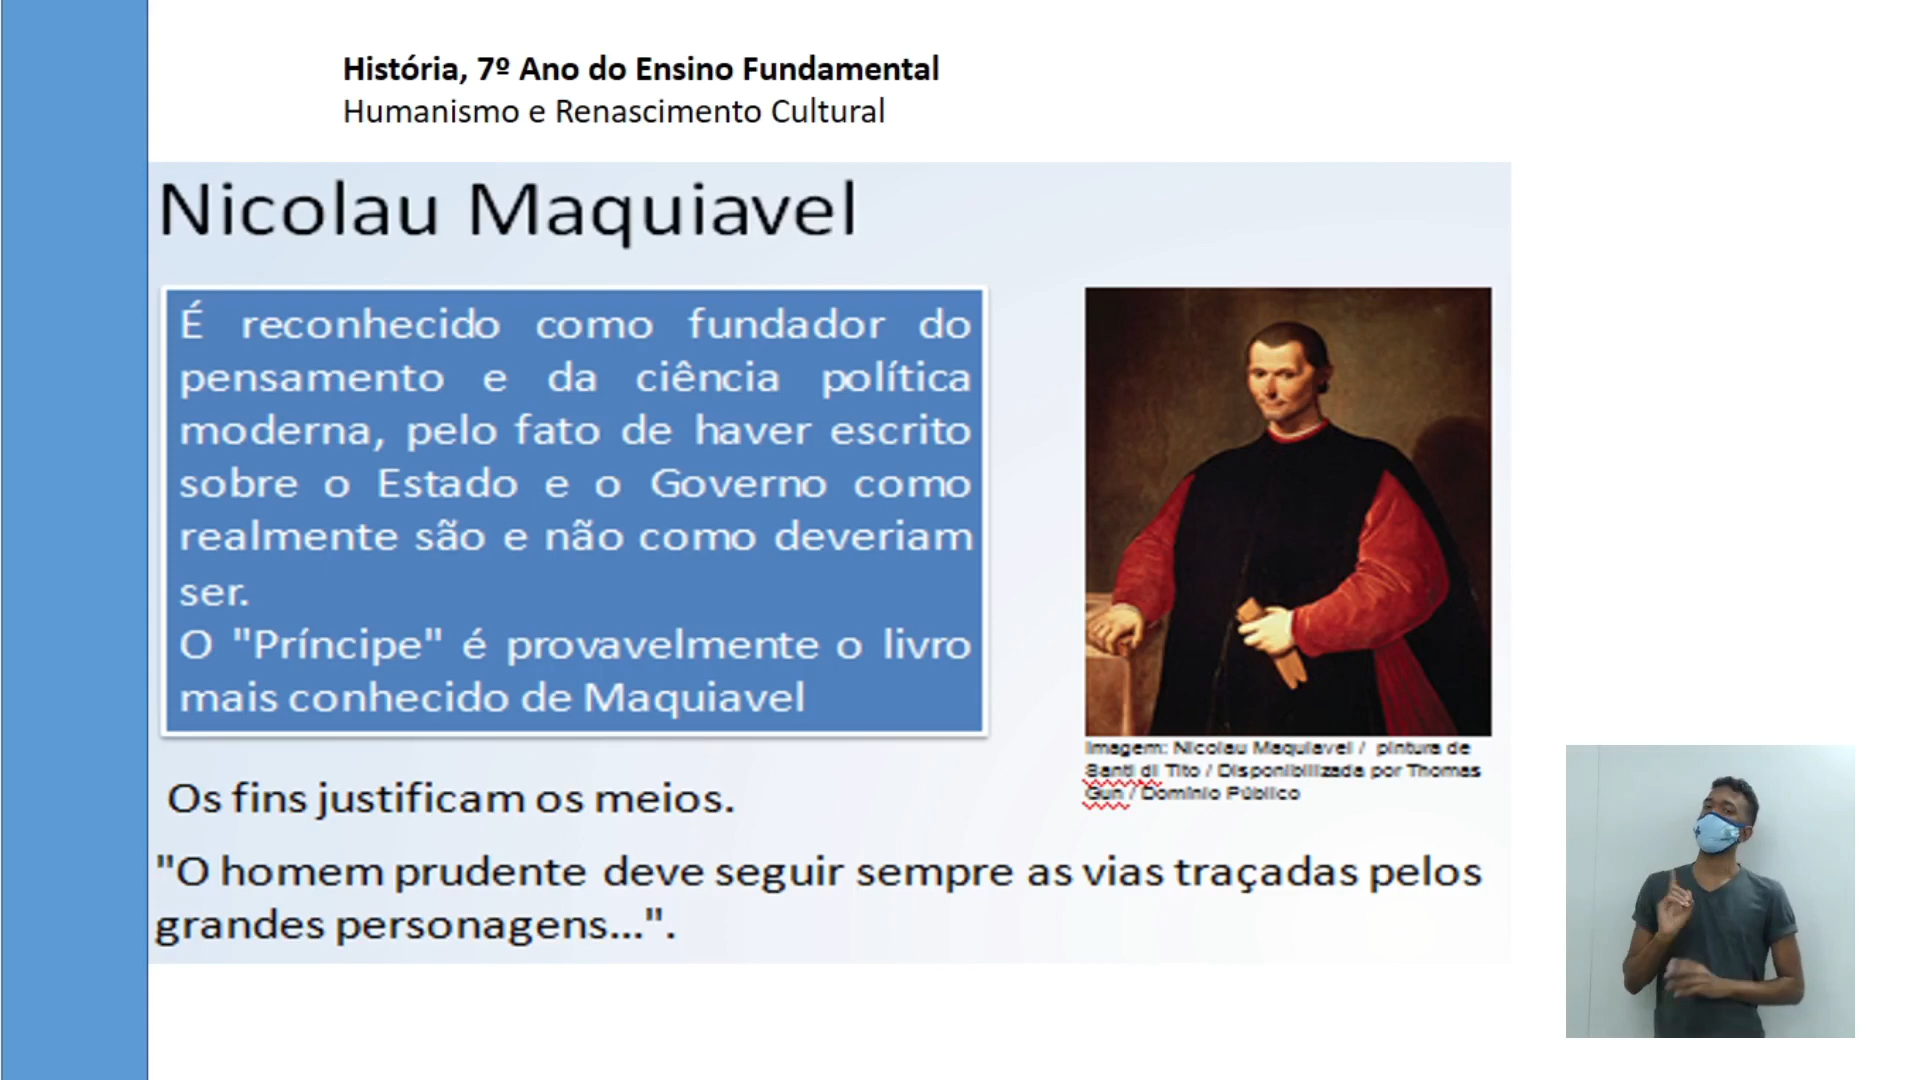 História, 7º Ano do Ensino Fundamental
Humanismo e Renascimento Cultural
Nicolau Maquiavel
É reconhecido como fundador do
pensamento e da ciência política
moderna, pelo fato de haver escrito
sobre o Estado e o Governo como
realmente são e não como deveriam
ser.
O "Príncipe" é provavelmente o livro
mais conhecido de Maquiavel
Imagem: Nicolau Maquiavel / pintura de
Santi di Tito / Disponibilizada por Thomas
Gun / Domínio Público
Os fins justificam os meios.
"O homem prudente deve seguir sempre as vias traçadas pelos
grandes personagens...".